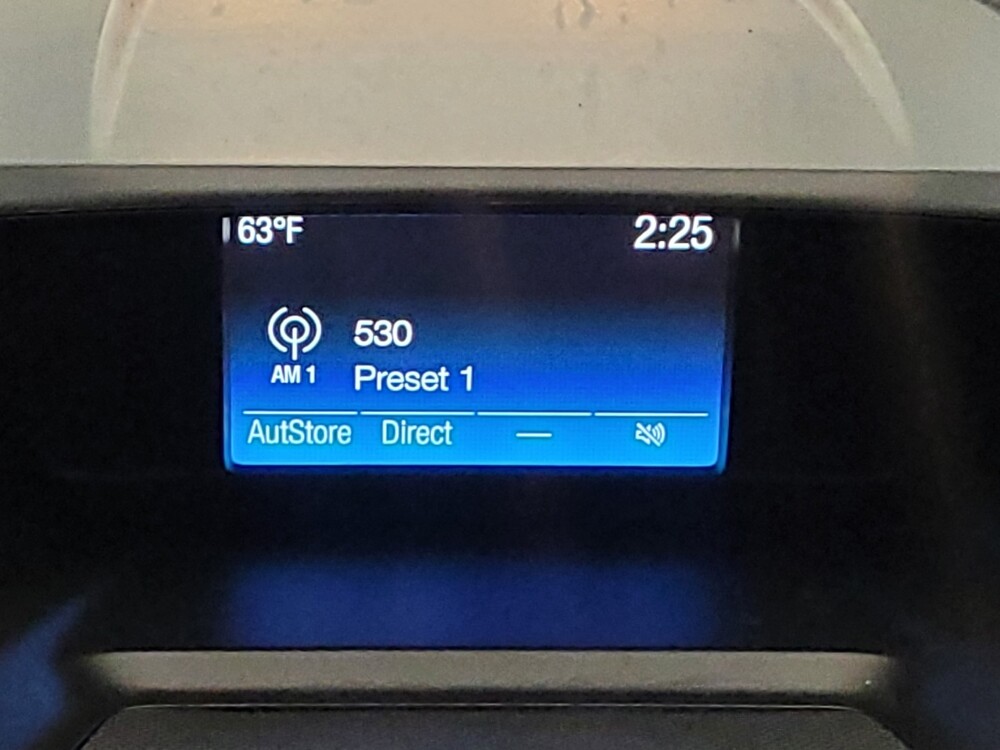 63°F 2:25
530
AM 1 Preset 1
AutStore Direct —